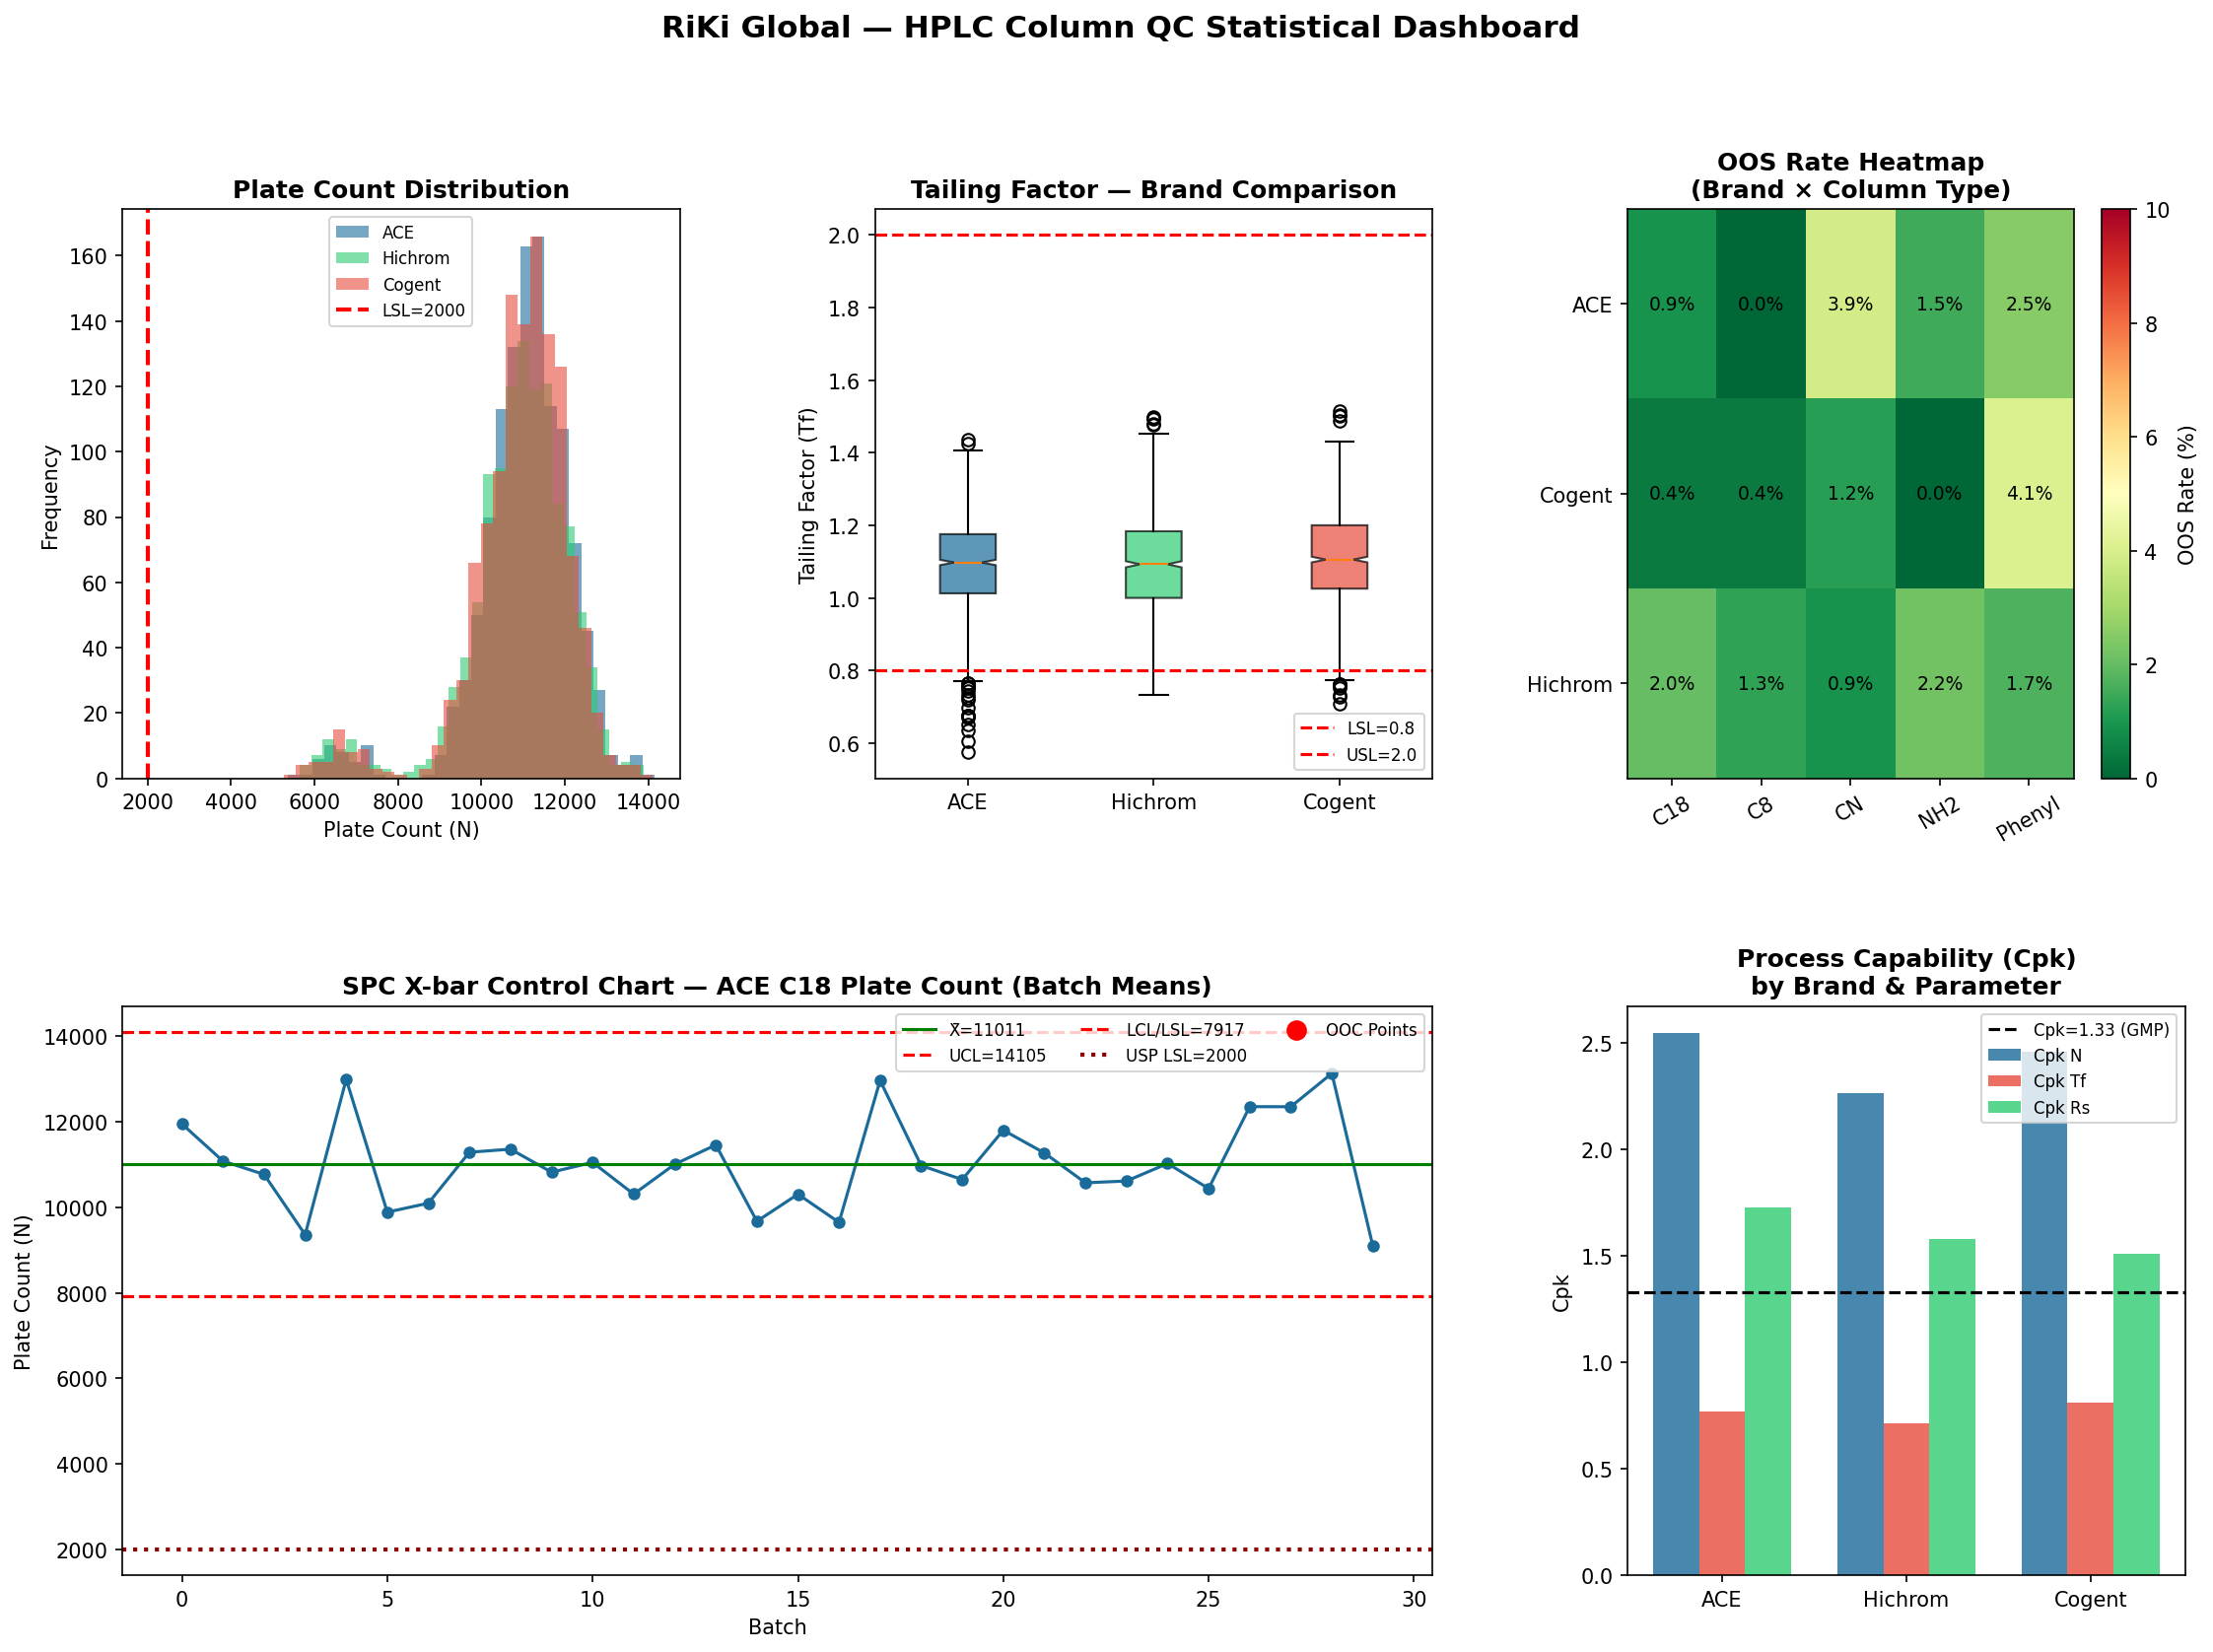 RiKi Global — HPLC Column QC Statistical Dashboard
Plate Count Distribution
ACE
Hichrom
Cogent
LSL=2000
Frequency
160
140
120
100
80
60
40
20
0
2000 4000 6000 8000 10000 12000 14000
Plate Count (N)
Tailing Factor — Brand Comparison
Tailing Factor (Tf)
2.0
1.8
1.6
1.4
1.2
1.0
0.8
0.6
LSL=0.8
USL=2.0
ACE Hichrom Cogent
OOS Rate Heatmap
(Brand × Column Type)
ACE 0.9% 0.0% 3.9% 1.5% 2.5%
Cogent 0.4% 0.4% 1.2% 0.0% 4.1%
Hichrom 2.0% 1.3% 0.9% 2.2% 1.7%
C18 C8 CN NH2 Phenyl
10
8
6
4
2
0
OOS Rate (%)
SPC X-bar Control Chart — ACE C18 Plate Count (Batch Means)
X̄=11011 LCL/LSL=7917 OOC Points
UCL=14105 USP LSL=2000
Plate Count (N)
14000
12000
10000
8000
6000
4000
2000
0 5 10 15 20 25 30
Batch
Process Capability (Cpk)
by Brand & Parameter
Cpk=1.33 (GMP)
Cpk N
Cpk Tf
Cpk Rs
Cpk
2.5
2.0
1.5
1.0
0.5
0.0
ACE Hichrom Cogent